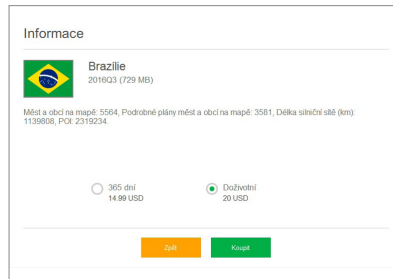 Informace
Brazílie
2016Q3 (729 MB)
Měst a obcí na mapě: 5564, Podrobné plány měst a obcí na mapě: 3581, Délka silniční sítě (km):
1139808, POI: 2319234.
365 dní
14.99 USD
Doživotní
20 USD
Zpět
Koupit